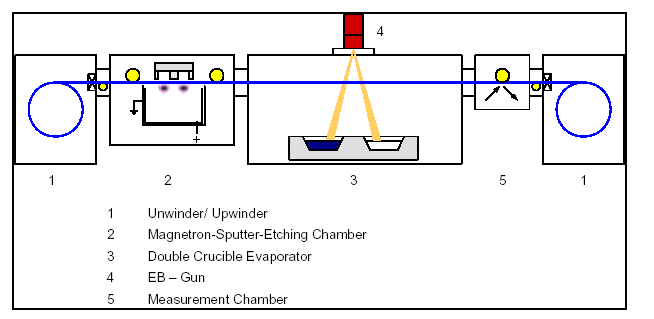 4
+
1 2 3 5 1
1 Unwinder/ Upwinder
2 Magnetron-Sputter-Etching Chamber
3 Double Crucible Evaporator
4 EB – Gun
5 Measurement Chamber